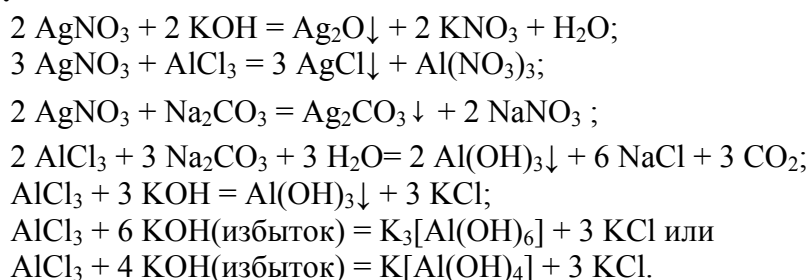 2 AgNO₃ + 2 KOH = Ag₂O↓ + 2 KNO₃ + H₂O;
3 AgNO₃ + AlCl₃ = 3 AgCl↓ + Al(NO₃)₃;
2 AgNO₃ + Na₂CO₃ = Ag₂CO₃↓ + 2 NaNO₃ ;
2 AlCl₃ + 3 Na₂CO₃ + 3 H₂O= 2 Al(OH)₃↓ + 6 NaCl + 3 CO₂;
AlCl₃ + 3 KOH = Al(OH)₃↓ + 3 KCl;
AlCl₃ + 6 KOH(избыток) = K₃[Al(OH)₆] + 3 KCl или
AlCl₃ + 4 KOH(избыток) = K[Al(OH)₄] + 3 KCl.